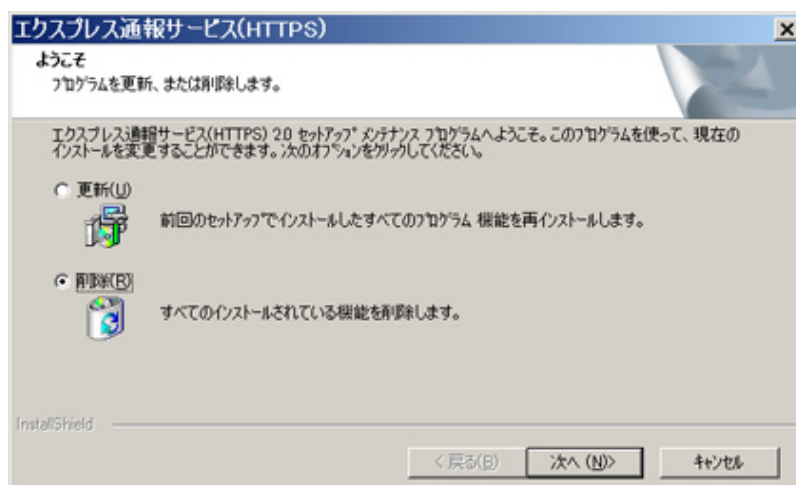 エクスプレス通報サービス(HTTPS)
ようこそ
プログラムを更新、または削除します。
エクスプレス通報サービス(HTTPS) 2.0 セットアップ メンテナンス プログラムへようこそ。このプログラムを使って、現在の
インストールを変更することができます。次のオプションをクリックしてください。
更新(U)
前回のセットアップでインストールしたすべてのプログラム 機能を再インストールします。
削除(R)
すべてのインストールされている機能を削除します。
InstallShield
< 戻る(B)
次へ (N)>
キャンセル